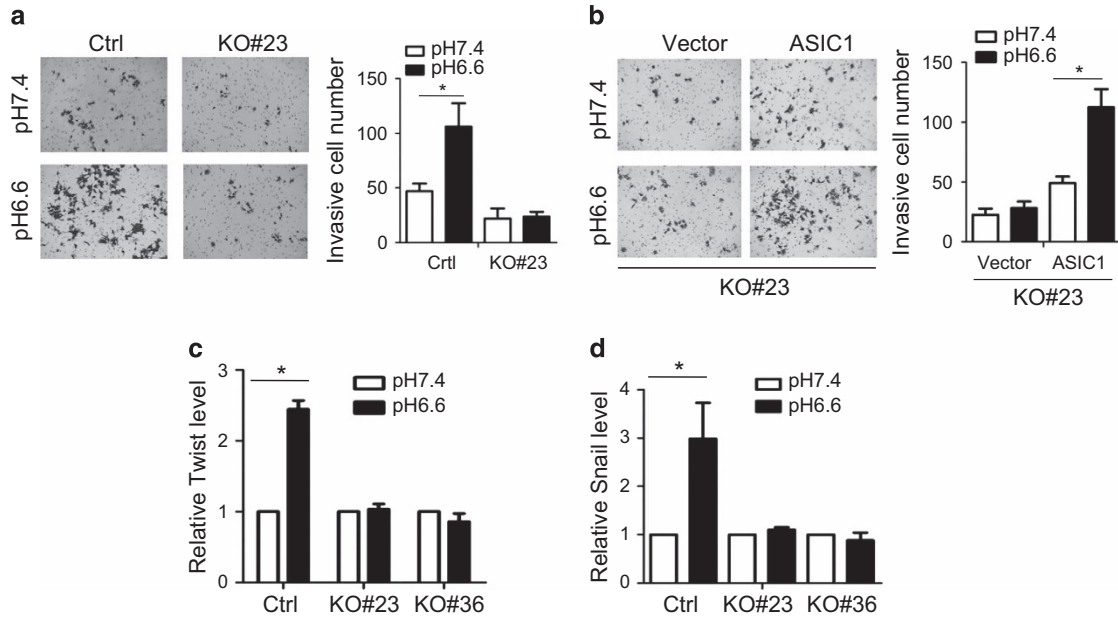 a
Ctrl KO#23
pH7.4
pH6.6
Invasive cell number
pH7.4
pH6.6
150
100
50
0
*
Crtl KO#23
b
Vector ASIC1
pH7.4
pH6.6
KO#23
Invasive cell number
pH7.4
pH6.6
150
100
50
0
*
Vector ASIC1
KO#23
c
Relative Twist level
3
2
1
0
*
pH7.4
pH6.6
Ctrl KO#23 KO#36
d
Relative Snail level
4
3
2
1
0
*
pH7.4
pH6.6
Ctrl KO#23 KO#36